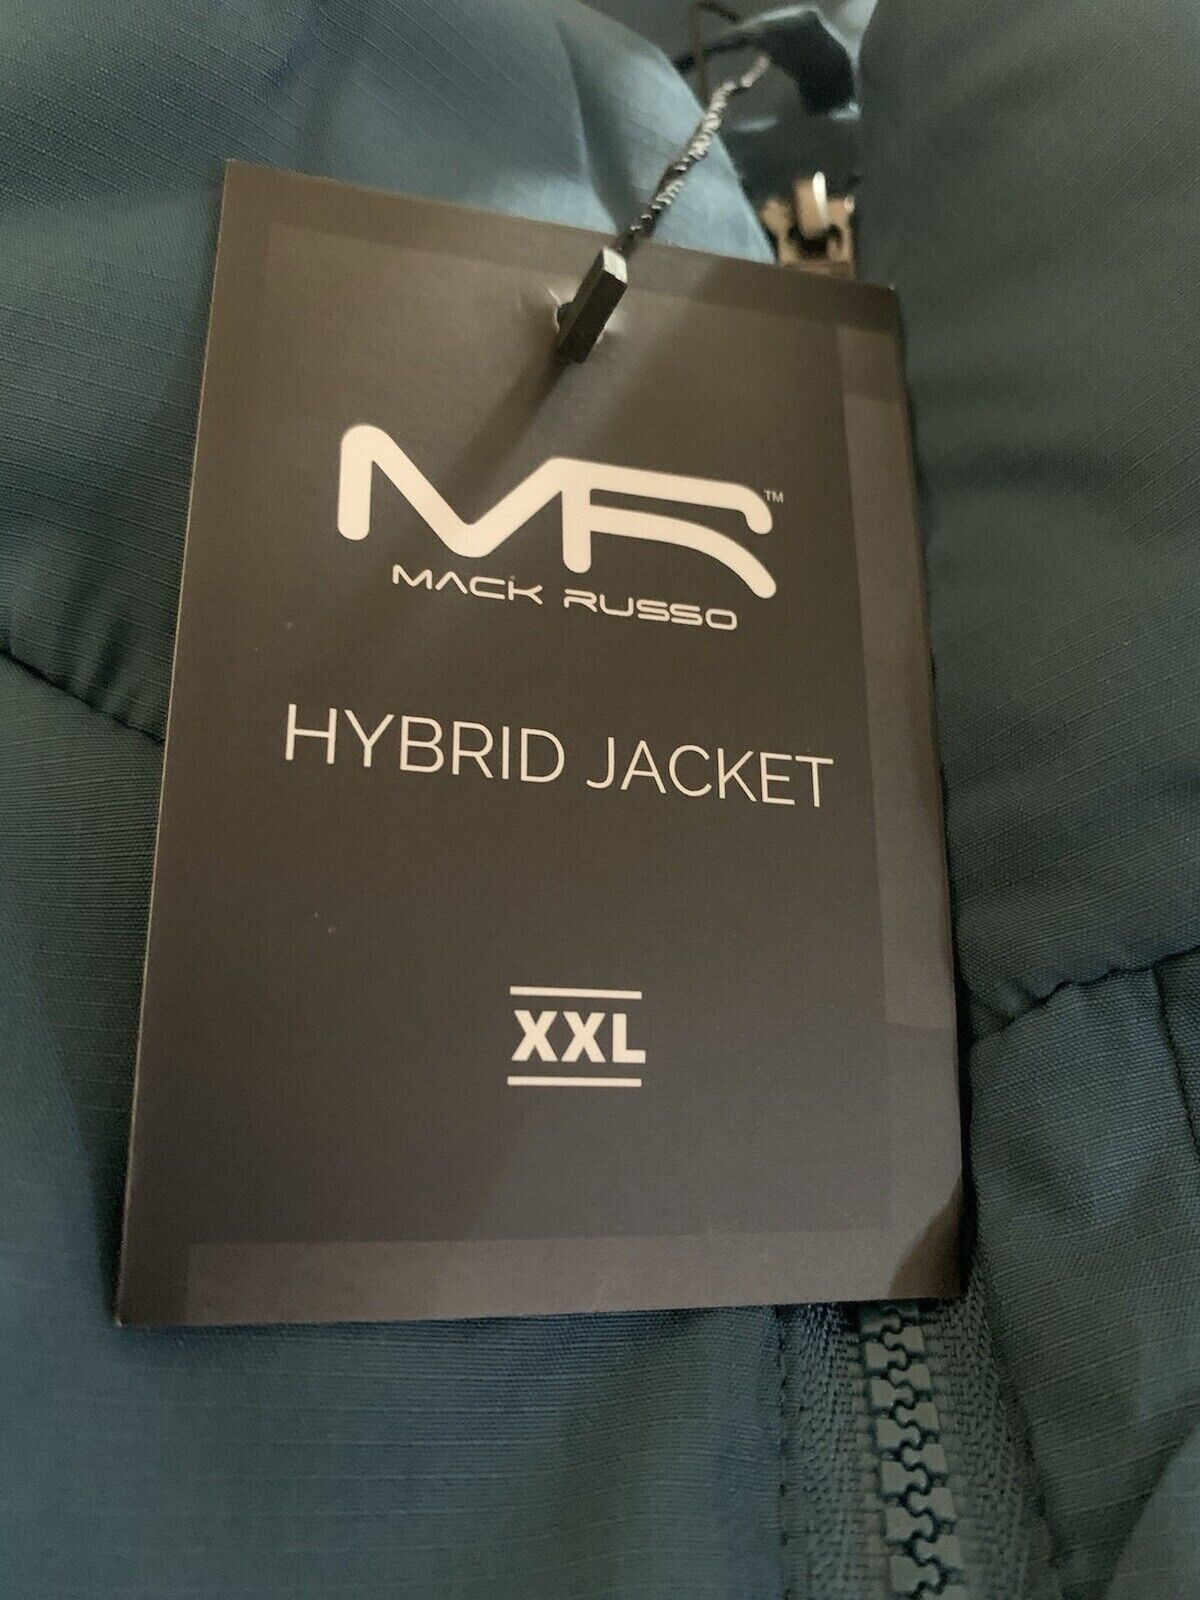 MR™
MACK RUSSO
HYBRID JACKET
XXL